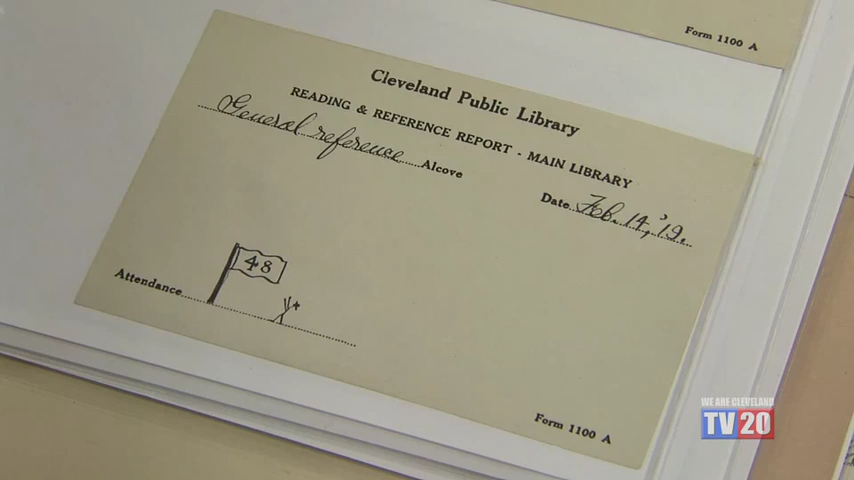 Form 1100 A
Cleveland Public Library
READING & REFERENCE REPORT - MAIN LIBRARY
General reference Alcove
Date Feb. 14, '19.
48
Attendance
Form 1100 A
WE ARE CLEVELAND
TV20